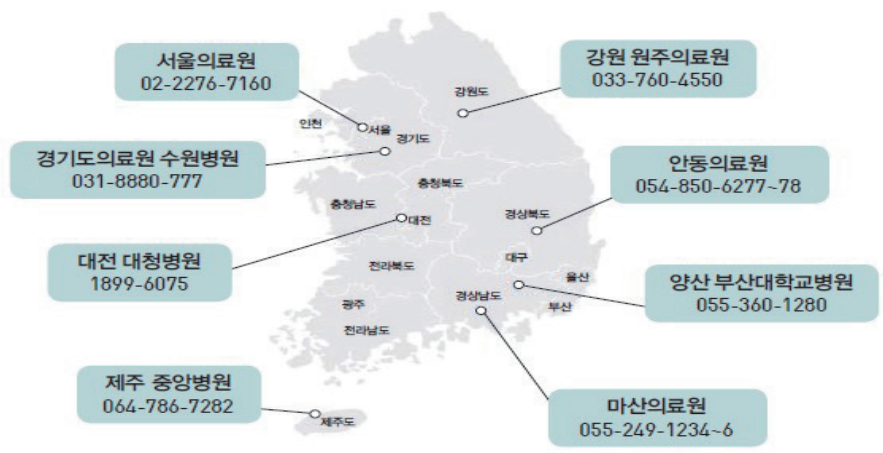 서울의료원
02-2276-7160
강원 원주의료원
033-760-4550
강원도
인천
서울
경기도
경기도의료원 수원병원
031-8880-777
안동의료원
054-850-6277~78
충청북도
충청남도
경상북도
대전
대전 대청병원
1899-6075
대구
전라북도
울산
양산 부산대학교병원
055-360-1280
경상남도
부산
광주
전라남도
제주 중앙병원
064-786-7282
제주도
마산의료원
055-249-1234~6